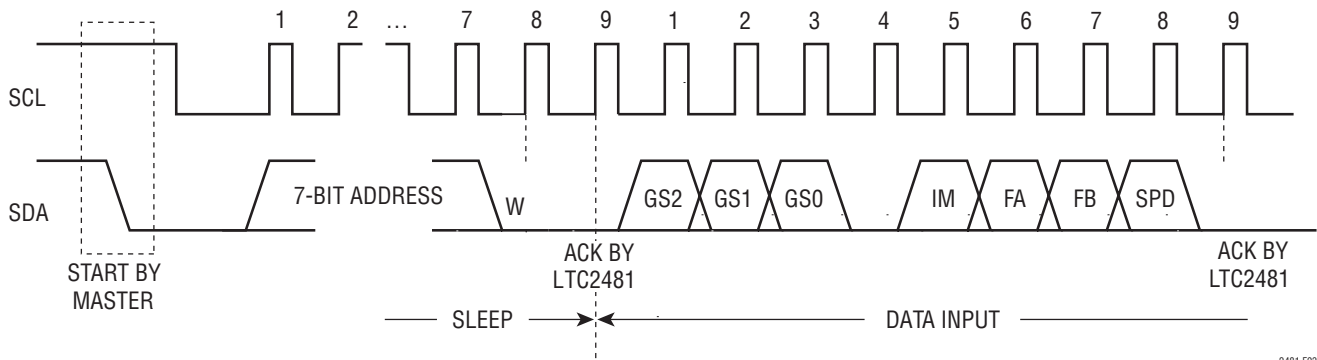 1 2 … 7 8 9 1 2 3 4 5 6 7 8 9
SCL
SDA
7-BIT ADDRESS
W
GS2 GS1 GS0 IM FA FB SPD
START BY
MASTER
ACK BY
LTC2481
ACK BY
LTC2481
SLEEP
DATA INPUT